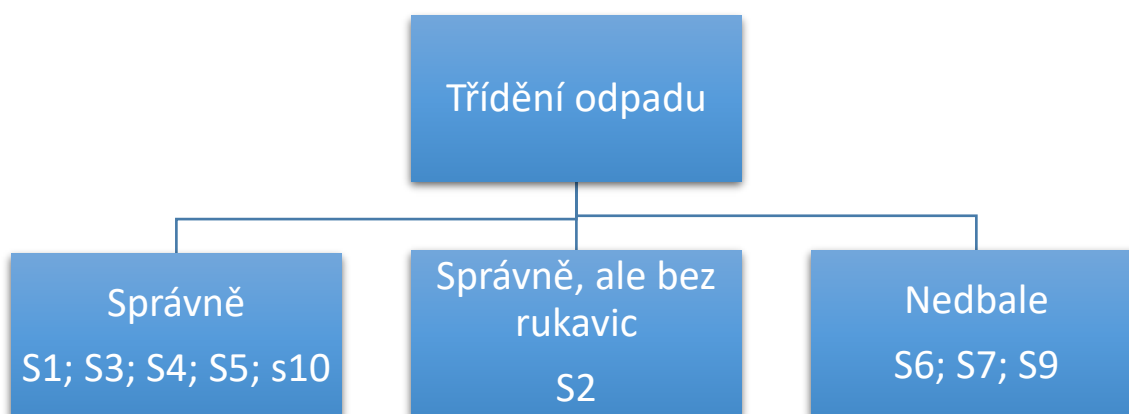 Třídění odpadu
Správně
S1; S3; S4; S5; s10
Správně, ale bez
rukavic
S2
Nedbale
S6; S7; S9